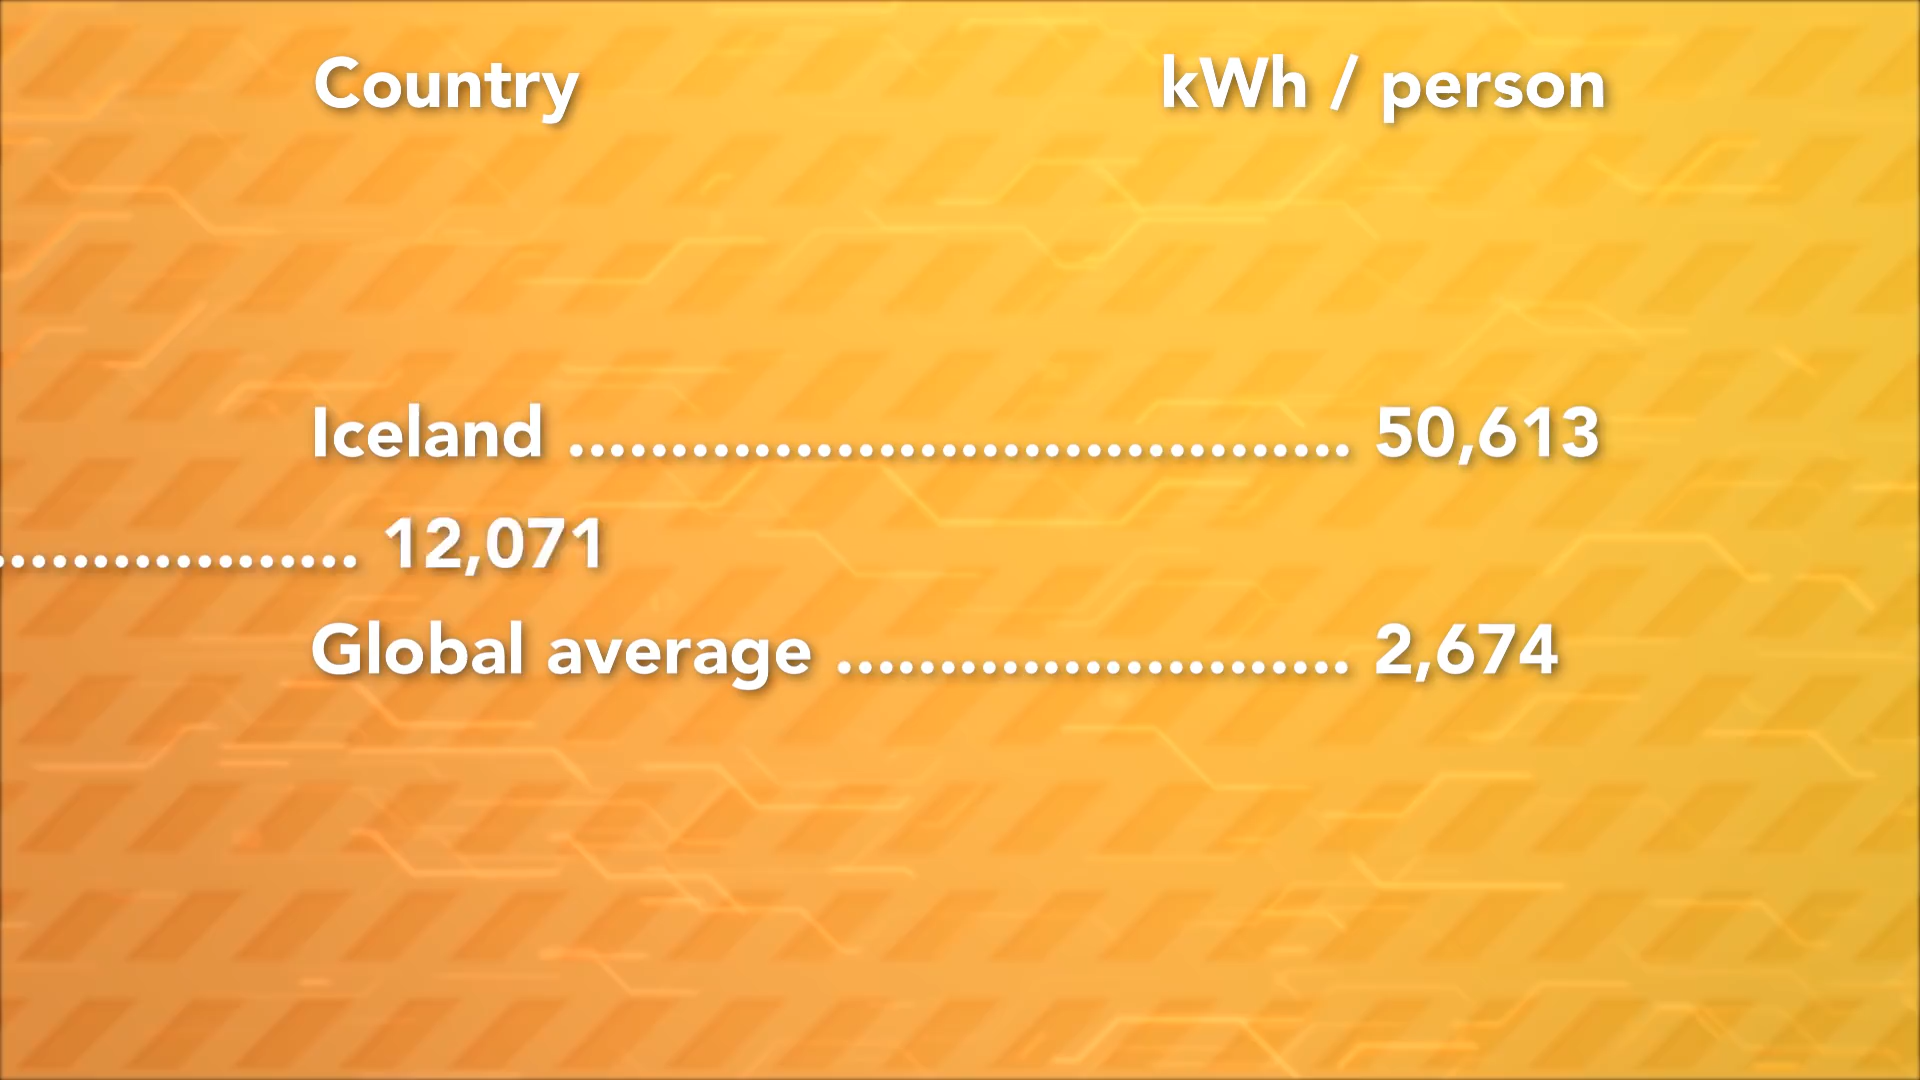 Country kWh / person
Iceland ...................................... 50,613
.................. 12,071
Global average ......................... 2,674